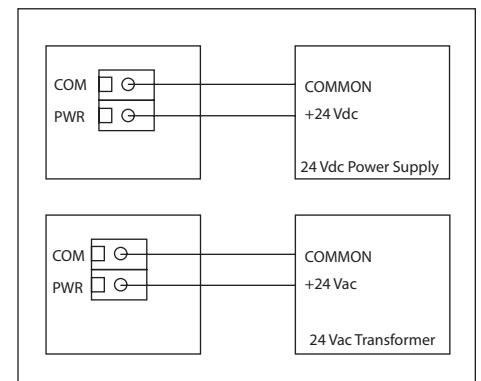 COM
COMMON
PWR
+24 Vdc
24 Vdc Power Supply
COM
COMMON
PWR
+24 Vac
24 Vac Transformer